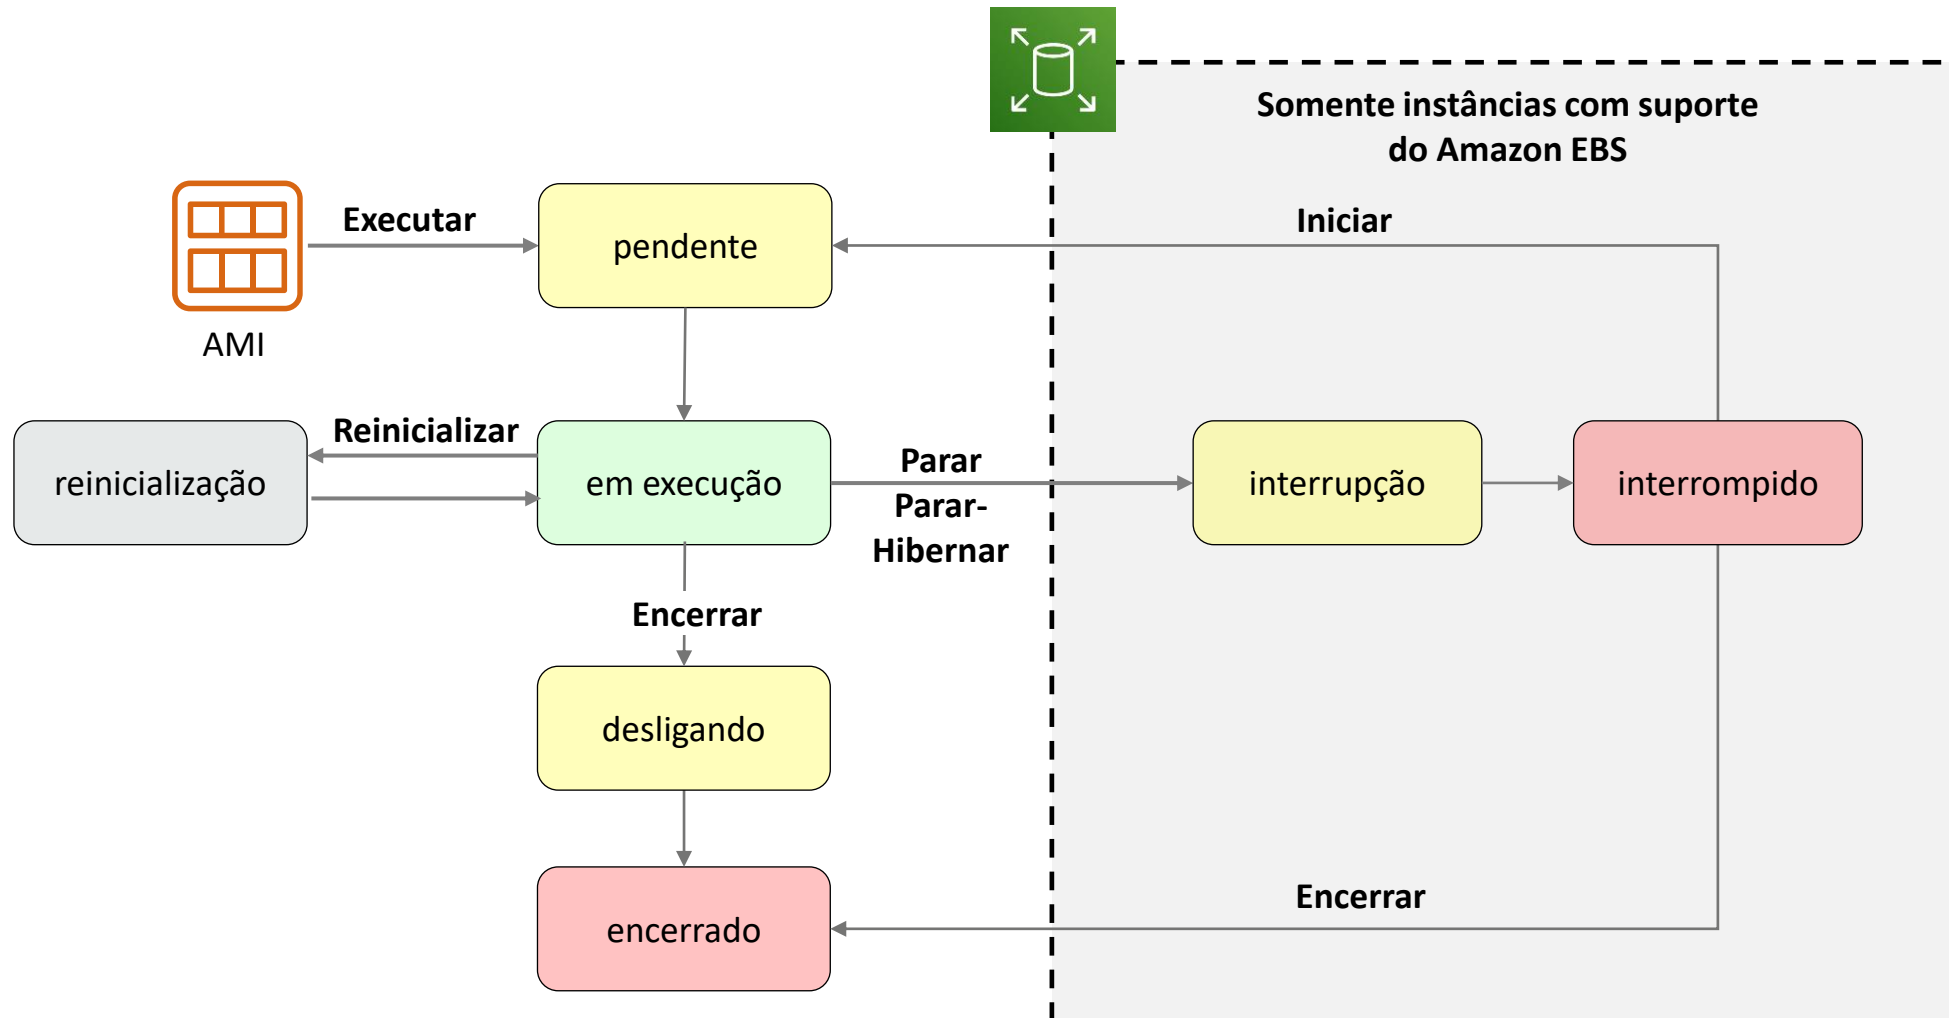 Somente instâncias com suporte
do Amazon EBS
Executar
pendente
Iniciar
AMI
Reinicializar
reinicialização
em execução
Parar
Parar-
Hibernar
interrupção
interrompido
Encerrar
desligando
Encerrar
encerrado